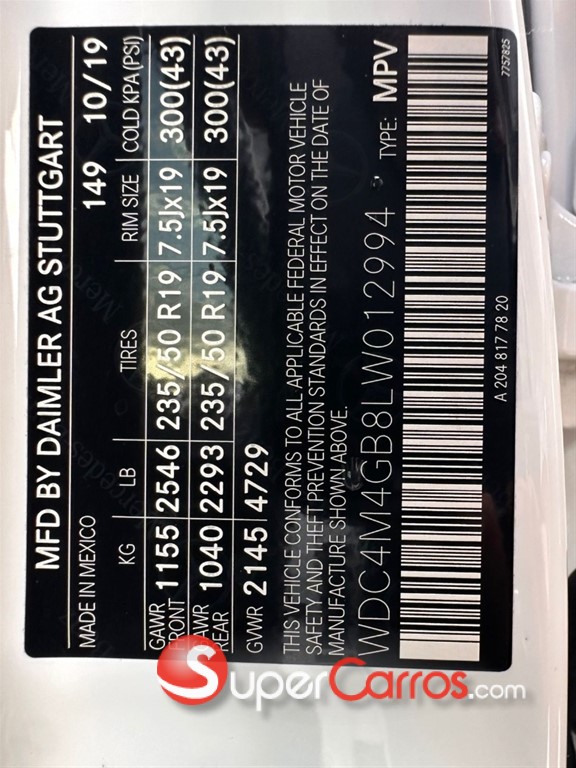 MFD BY DAIMLER AG STUTTGART
MADE IN MEXICO 149 10/19
KG LB TIRES RIM SIZE COLD KPA(PSI)
GAWR FRONT 1155 2546 235/50 R19 7.5Jx19 300(43)
GAWR REAR 1040 2293 235/50 R19 7.5Jx19 300(43)
GVWR 2145 4729
THIS VEHICLE CONFORMS TO ALL APPLICABLE FEDERAL MOTOR VEHICLE
SAFETY AND THEFT PREVENTION STANDARDS IN EFFECT ON THE DATE OF
MANUFACTURE SHOWN ABOVE.
WDC4M4GB8LW012994 TYPE: MPV
A 204 817 78 20
7757825
SUPERCARROS.com